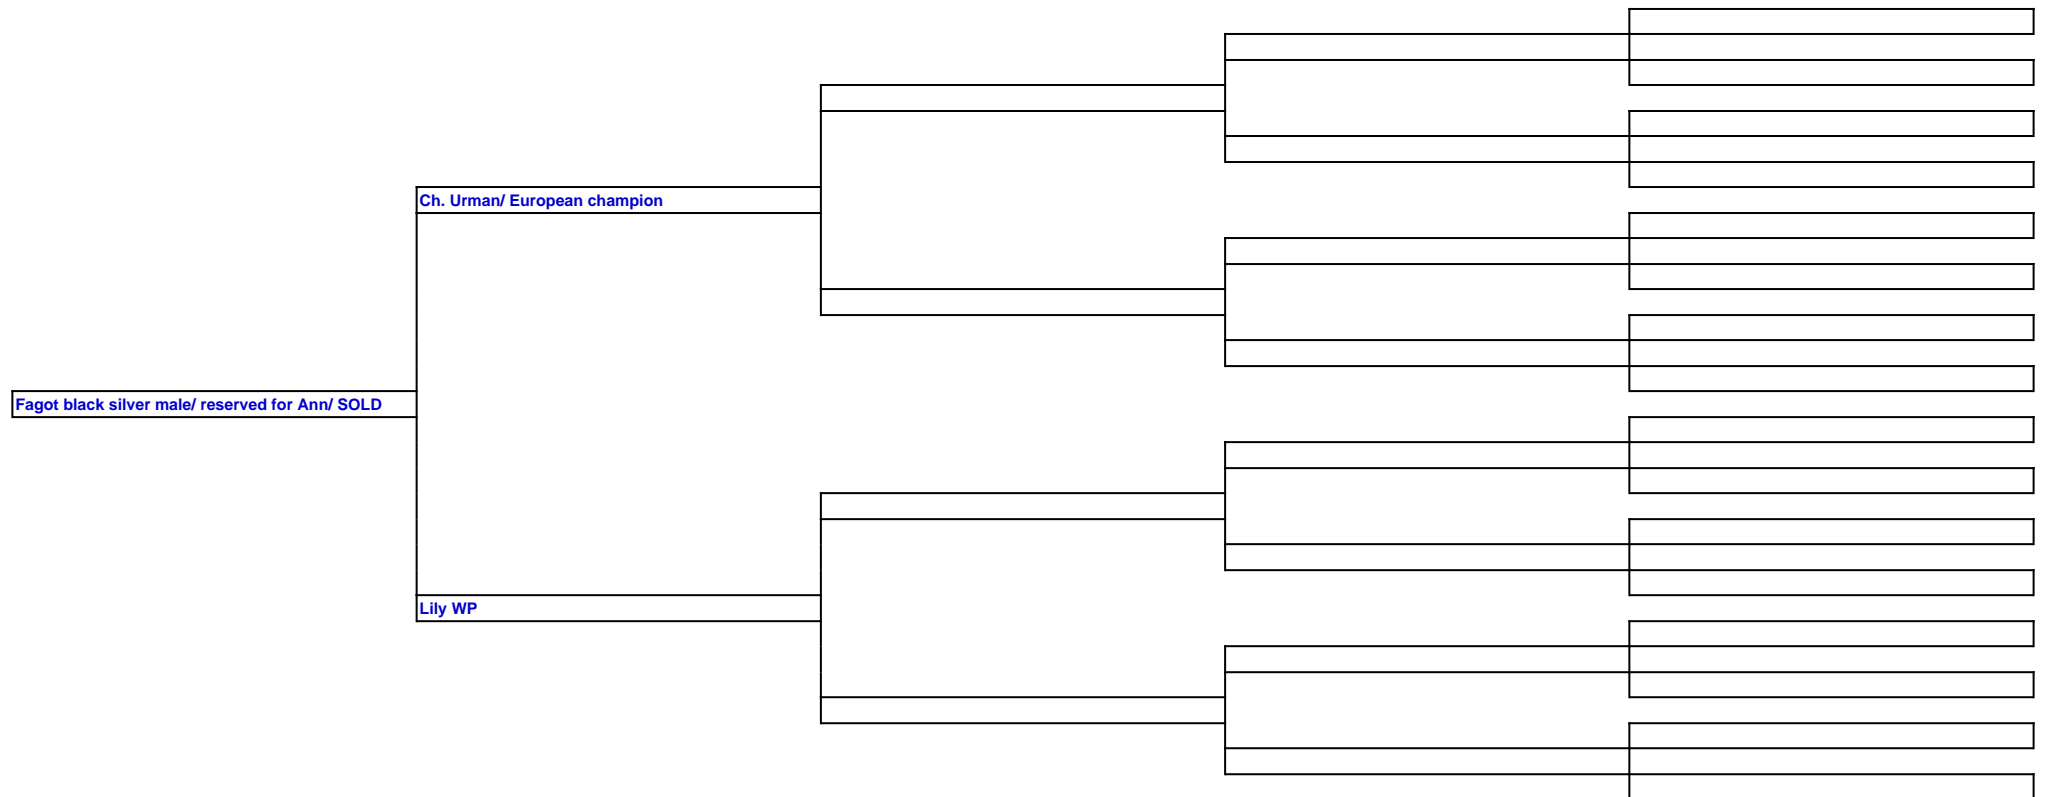 Ch. Urman/ European champion
Fagot black silver male/ reserved for Ann/ SOLD
Lily WP